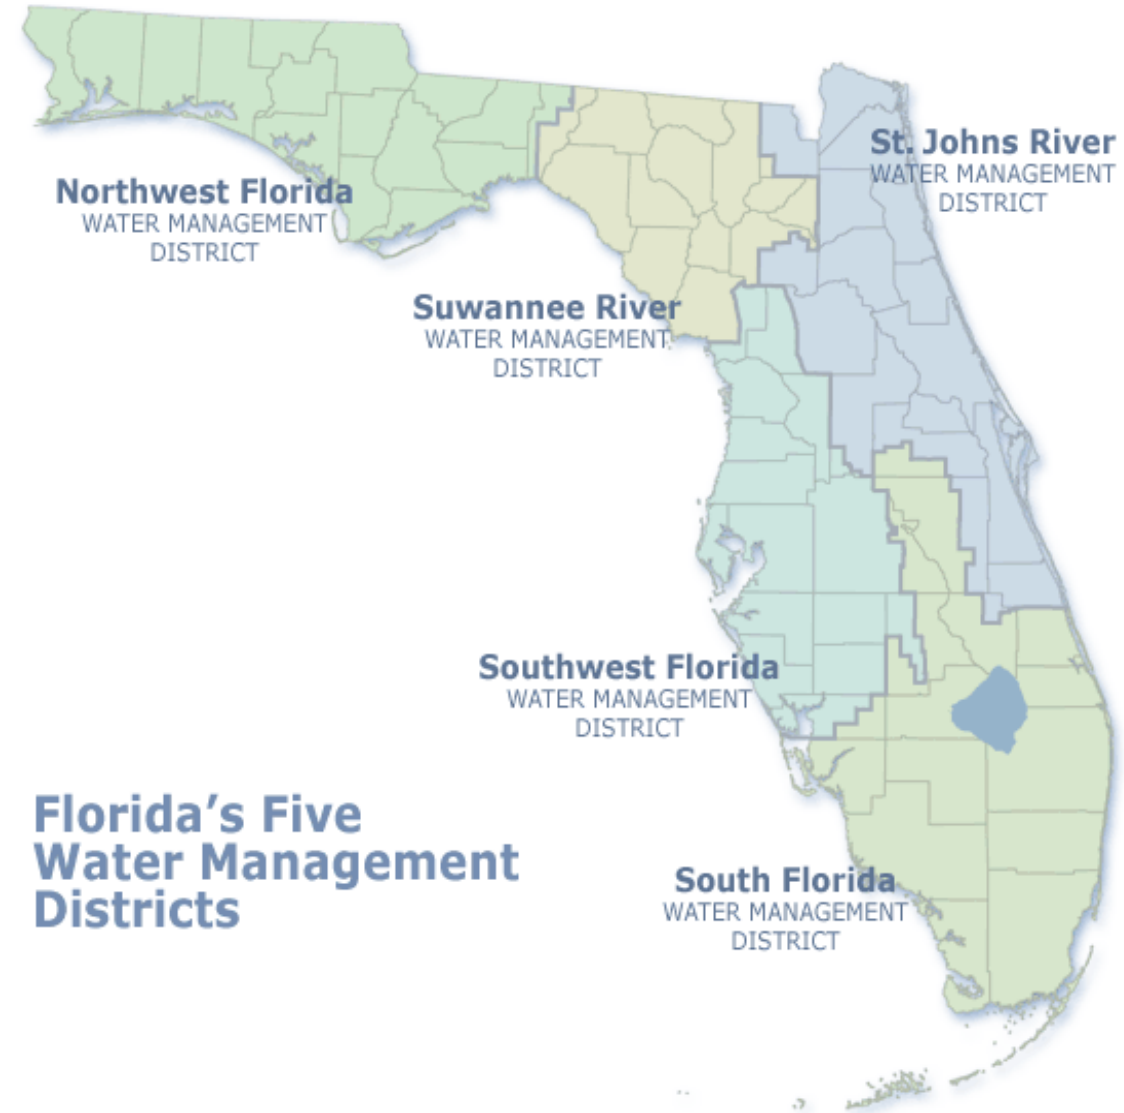 St. Johns River
WATER MANAGEMENT
DISTRICT
Northwest Florida
WATER MANAGEMENT
DISTRICT
Suwannee River
WATER MANAGEMENT
DISTRICT
Southwest Florida
WATER MANAGEMENT
DISTRICT
Florida’s Five
Water Management
Districts
South Florida
WATER MANAGEMENT
DISTRICT